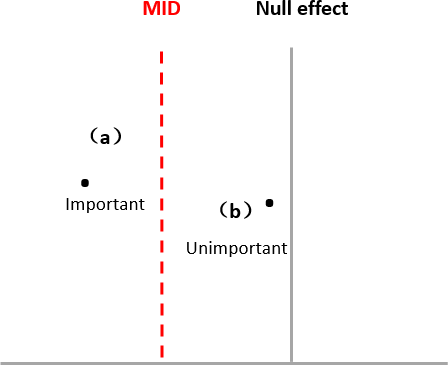 MID
Null effect
（a）
Important
（b）
Unimportant